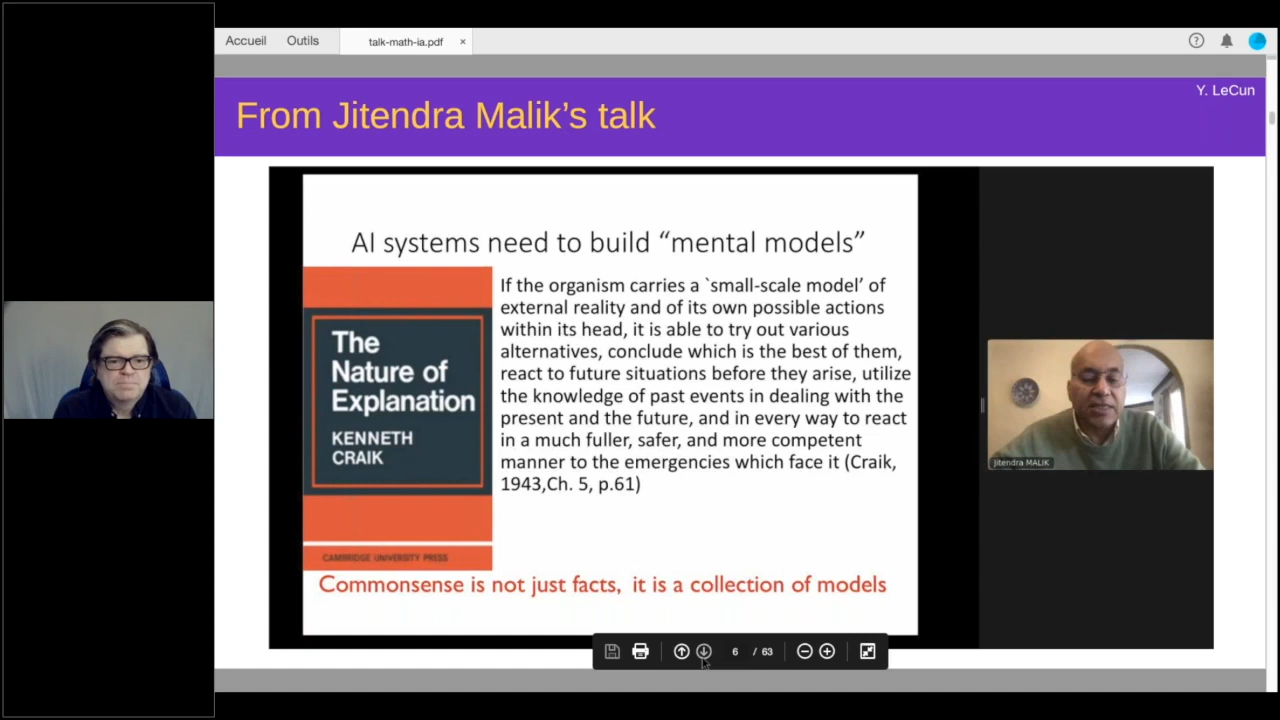 Accueil Outils talk-math-ia.pdf ×
Y. LeCun
From Jitendra Malik's talk
AI systems need to build “mental models”
The
Nature of
Explanation
KENNETH
CRAIK
CAMBRIDGE UNIVERSITY PRESS
If the organism carries a `small-scale model’ of
external reality and of its own possible actions
within its head, it is able to try out various
alternatives, conclude which is the best of them,
react to future situations before they arise, utilize
the knowledge of past events in dealing with the
present and the future, and in every way to react
in a much fuller, safer, and more competent
manner to the emergencies which face it (Craik,
1943,Ch. 5, p.61)
Commonsense is not just facts, it is a collection of models
Jitendra MALIK
6 / 63